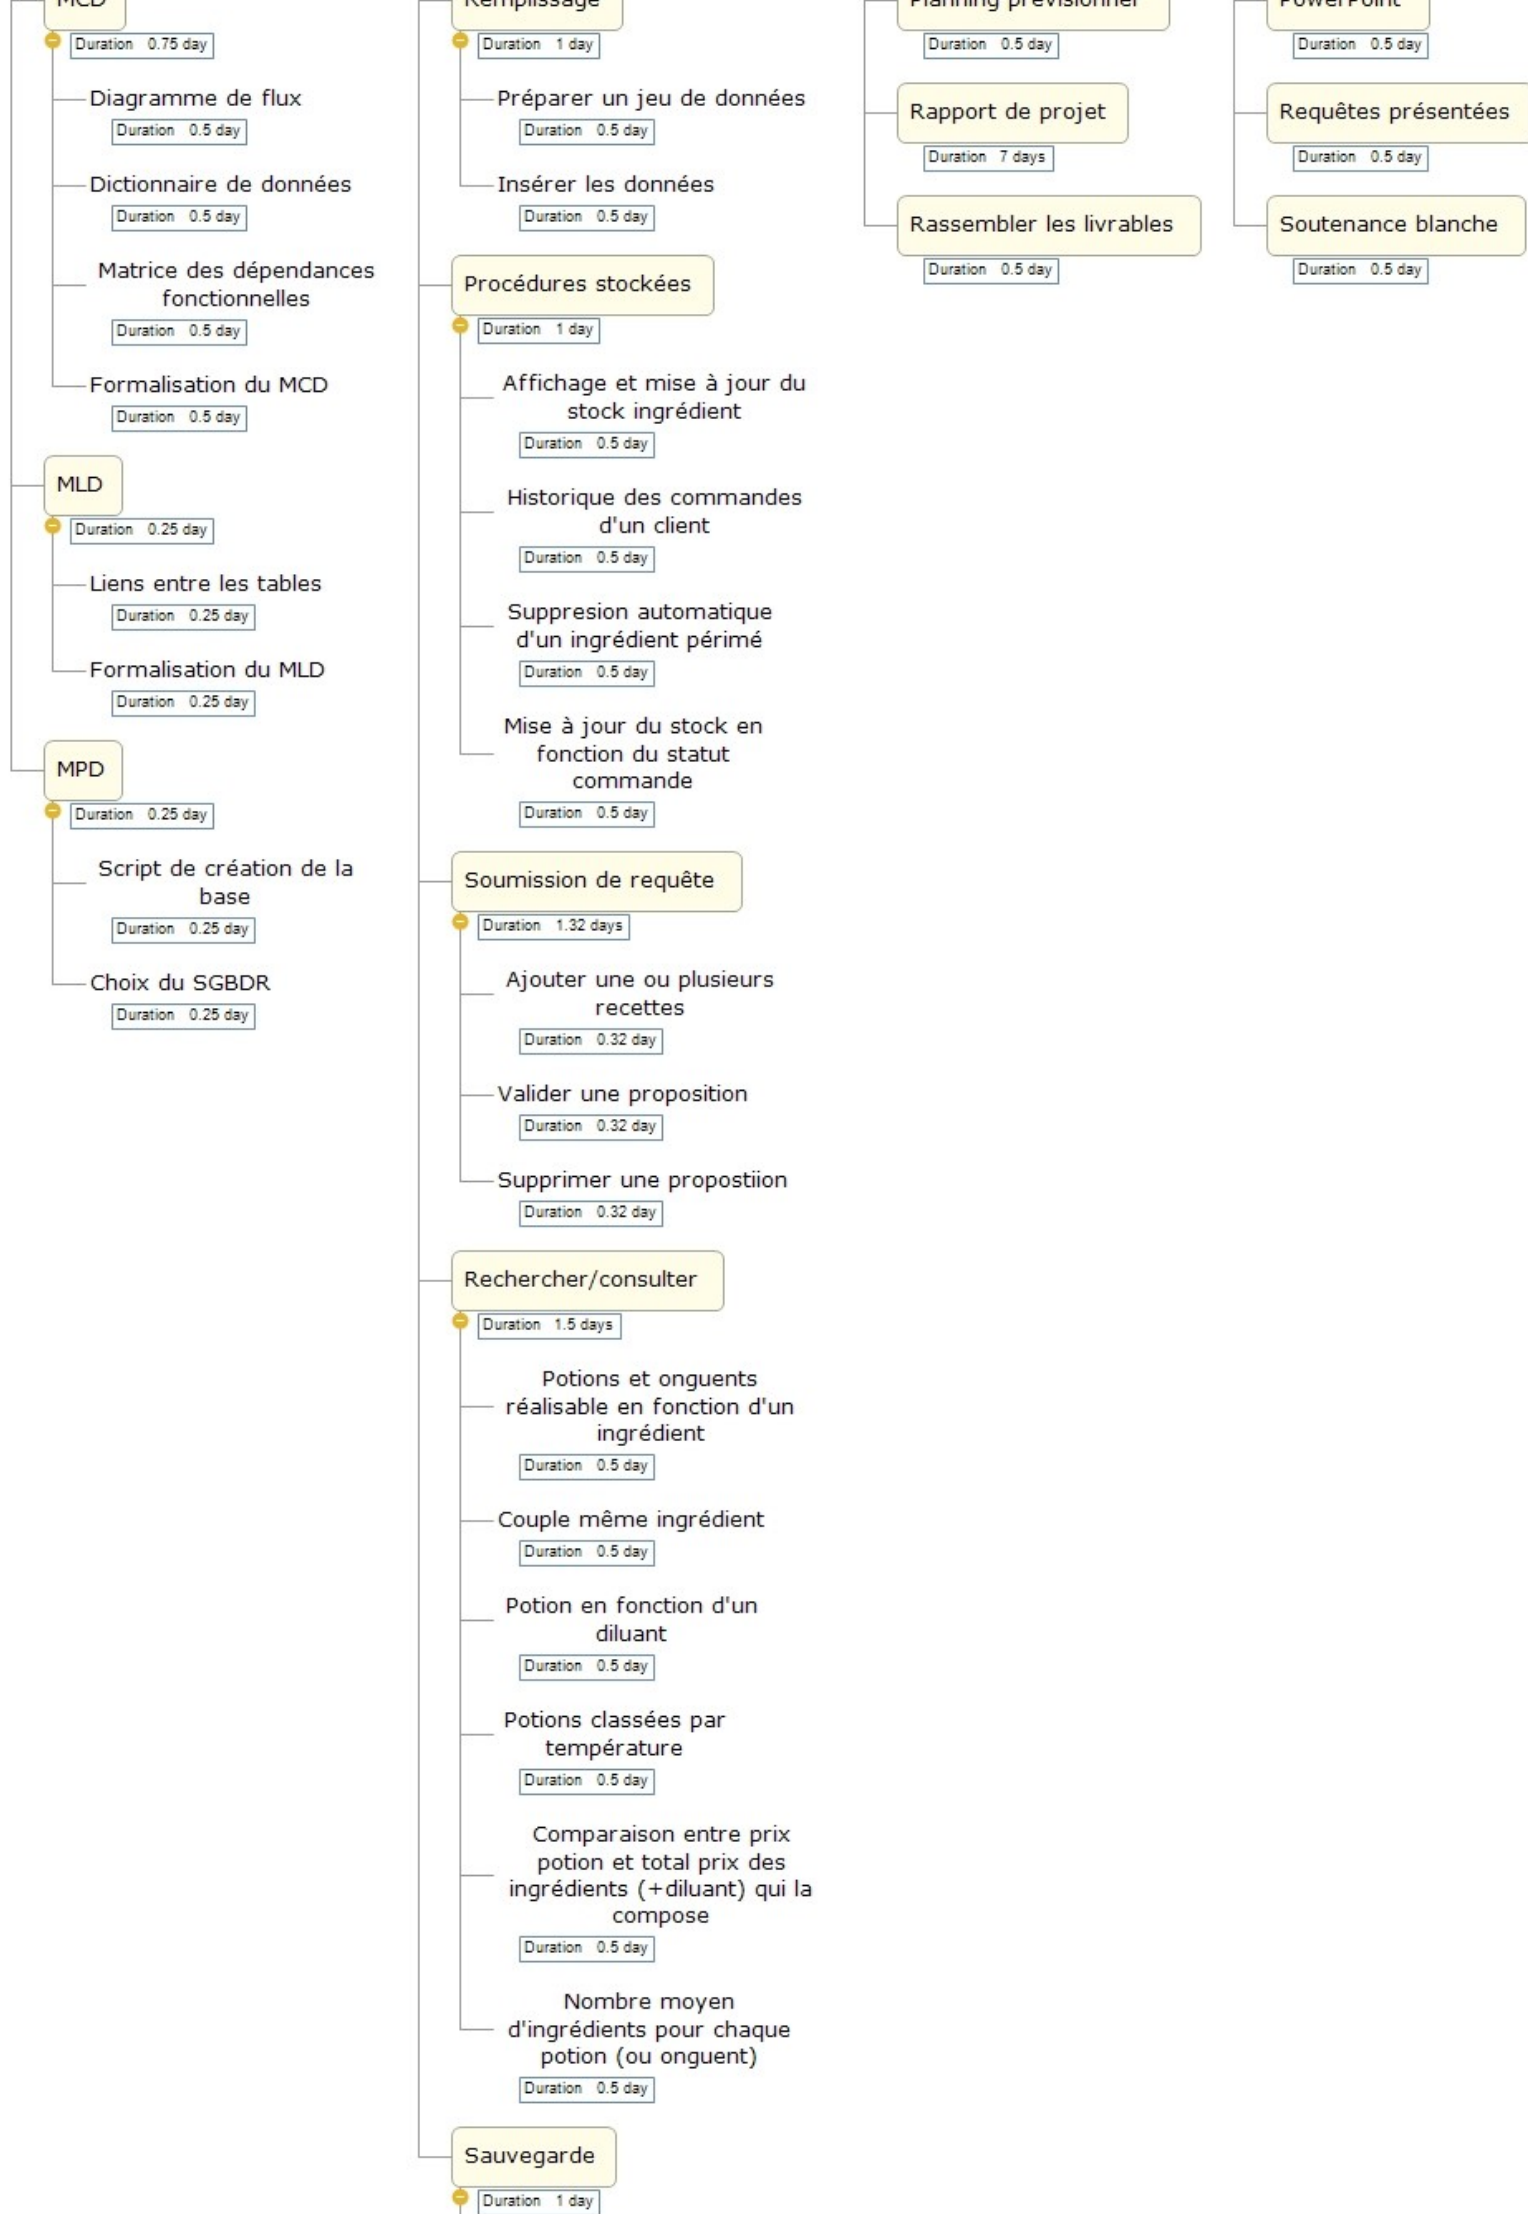 MCD
Duration 0.75 day
Diagramme de flux
Duration 0.5 day
Dictionnaire de données
Duration 0.5 day
Matrice des dépendances
fonctionnelles
Duration 0.5 day
Formalisation du MCD
Duration 0.5 day
MLD
Duration 0.25 day
Liens entre les tables
Duration 0.25 day
Formalisation du MLD
Duration 0.25 day
MPD
Duration 0.25 day
Script de création de la
base
Duration 0.25 day
Choix du SGBDR
Duration 0.25 day
Remplissage
Duration 1 day
Préparer un jeu de données
Duration 0.5 day
Insérer les données
Duration 0.5 day
Procédures stockées
Duration 1 day
Affichage et mise à jour du
stock ingrédient
Duration 0.5 day
Historique des commandes
d'un client
Duration 0.5 day
Suppresion automatique
d'un ingrédient périmé
Duration 0.5 day
Mise à jour du stock en
fonction du statut
commande
Duration 0.5 day
Soumission de requête
Duration 1.32 days
Ajouter une ou plusieurs
recettes
Duration 0.32 day
Valider une proposition
Duration 0.32 day
Supprimer une propostiion
Duration 0.32 day
Rechercher/consulter
Duration 1.5 days
Potions et onguents
réalisable en fonction d'un
ingrédient
Duration 0.5 day
Couple même ingrédient
Duration 0.5 day
Potion en fonction d'un
diluant
Duration 0.5 day
Potions classées par
température
Duration 0.5 day
Comparaison entre prix
potion et total prix des
ingrédients (+diluant) qui la
compose
Duration 0.5 day
Nombre moyen
d'ingrédients pour chaque
potion (ou onguent)
Duration 0.5 day
Sauvegarde
Duration 1 day
Planning prévisionnel
Duration 0.5 day
Rapport de projet
Duration 7 days
Rassembler les livrables
Duration 0.5 day
PowerPoint
Duration 0.5 day
Requêtes présentées
Duration 0.5 day
Soutenance blanche
Duration 0.5 day